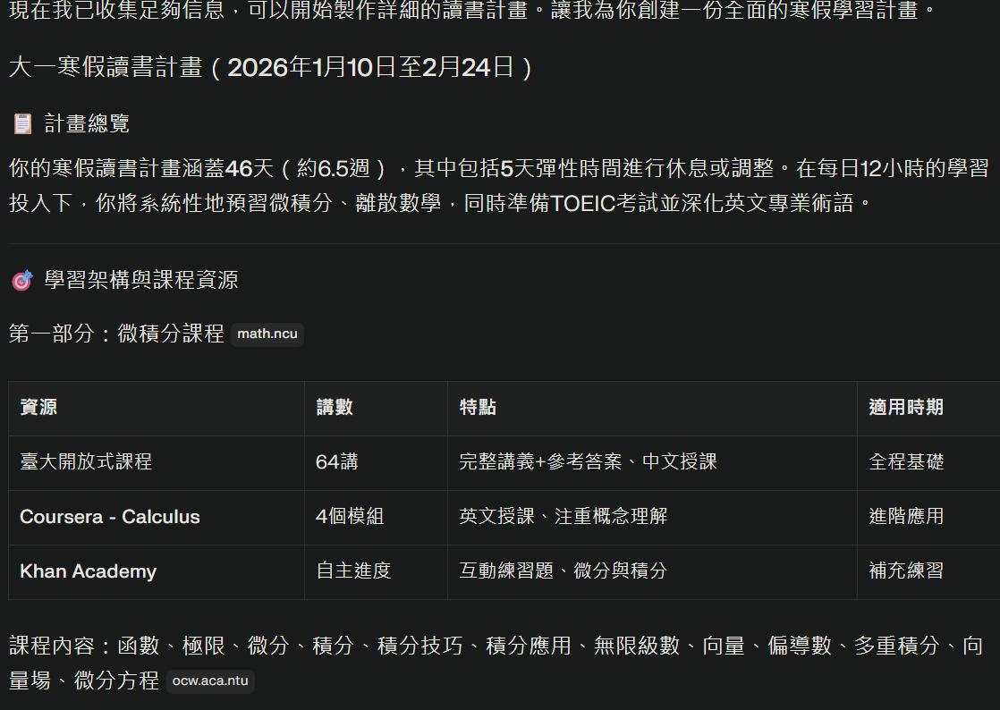 現在我已收集足夠信息，可以開始製作詳細的讀書計畫。讓我為你創建一份全面的寒假學習計畫。
大一寒假讀書計畫（2026年1月10日至2月24日）
📋 計畫總覽
你的寒假讀書計畫涵蓋46天（約6.5週），其中包括5天彈性時間進行休息或調整。在每日12小時的學習
投入下，你將系統性地預習微積分、離散數學，同時準備TOEIC考試並深化英文專業術語。
🎯 學習架構與課程資源
第一部分：微積分課程 math.ncu
資源 講數 特點 適用時期
臺大開放式課程 64講 完整講義+參考答案、中文授課 全程基礎
Coursera - Calculus 4個模組 英文授課、注重概念理解 進階應用
Khan Academy 自主進度 互動練習題、微分與積分 補充練習
課程內容：函數、極限、微分、積分、積分技巧、積分應用、無限級數、向量、偏導數、多重積分、向
量場、微分方程 ocw.aca.ntu